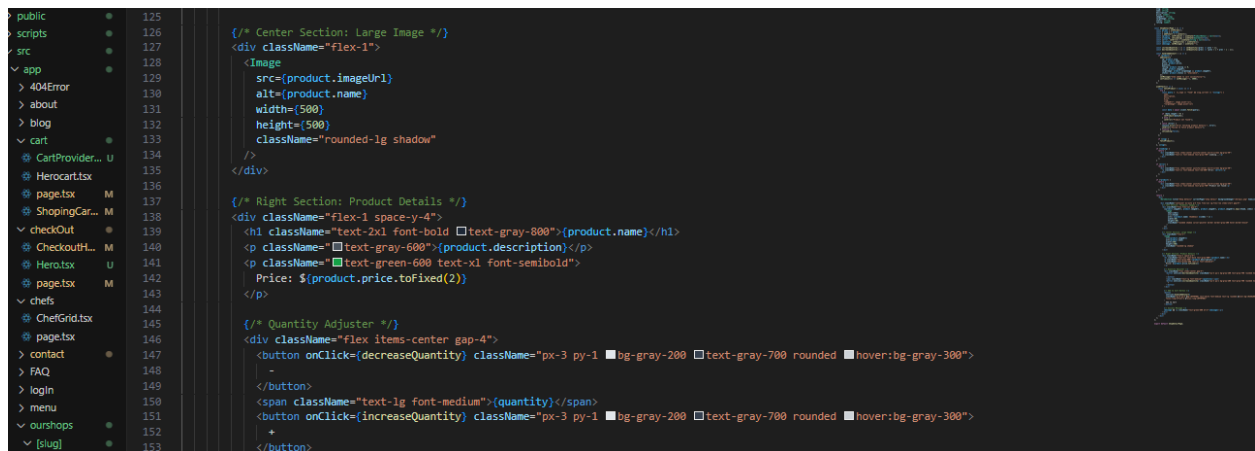 public
scripts
src
app
404Error
about
blog
cart
CartProvider... U
Herocart.tsx
page.tsx M
ShopingCar... M
checkOut
CheckoutH... M
Hero.tsx U
page.tsx M
chefs
ChefGrid.tsx
page.tsx
contact
FAQ
logIn
menu
ourshops
[slug]
125
126 {/* Center Section: Large Image */}
127 <div className="flex-1">
128 <Image
129 src={product.imageUrl}
130 alt={product.name}
131 width={500}
132 height={500}
133 className="rounded-lg shadow"
134 />
135 </div>
136
137 {/* Right Section: Product Details */}
138 <div className="flex-1 space-y-4">
139 <h1 className="text-2xl font-bold text-gray-800">{product.name}</h1>
140 <p className="text-gray-600">{product.description}</p>
141 <p className="text-green-600 text-xl font-semibold">
142 Price: ${product.price.toFixed(2)}
143 </p>
144
145 {/* Quantity Adjuster */}
146 <div className="flex items-center gap-4">
147 <button onClick={decreaseQuantity} className="px-3 py-1 bg-gray-200 text-gray-700 rounded hover:bg-gray-300">
148 -
149 </button>
150 <span className="text-lg font-medium">{quantity}</span>
151 <button onClick={increaseQuantity} className="px-3 py-1 bg-gray-200 text-gray-700 rounded hover:bg-gray-300">
152 +
153 </button>